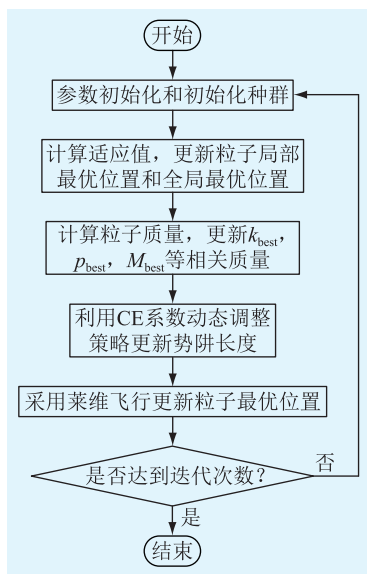 开始
参数初始化和初始化种群
计算适应值，更新粒子局部
最优位置和全局最优位置
计算粒子质量，更新kbest，
pbest，Mbest等相关质量
利用CE系数动态调整
策略更新势阱长度
采用莱维飞行更新粒子最优位置
是否达到迭代次数？
否
是
结束